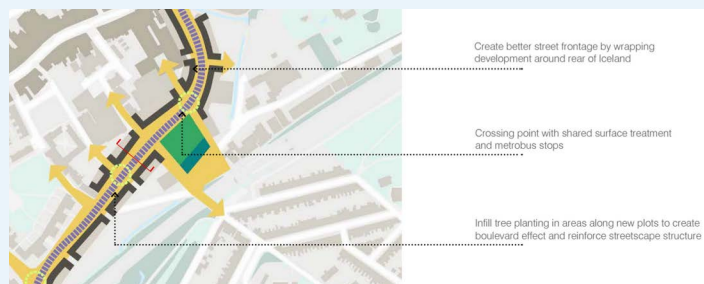 Create better street frontage by wrapping
development around rear of Iceland
Crossing point with shared surface treatment
and metrobus stops
Infill tree planting in areas along new plots to create
boulevard effect and reinforce streetscape structure